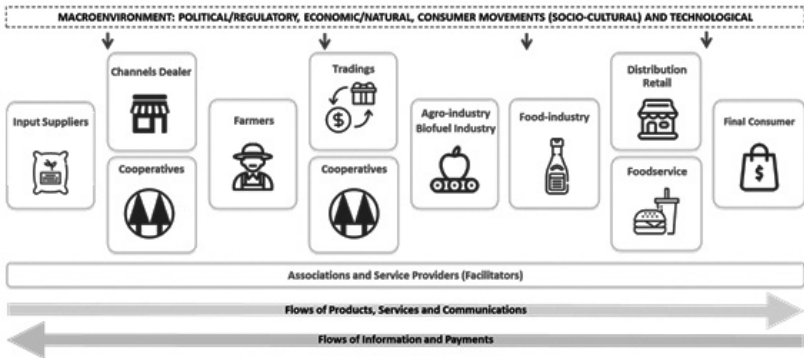 MACROENVIRONMENT: POLITICAL/REGULATORY, ECONOMIC/NATURAL, CONSUMER MOVEMENTS (SOCIO-CULTURAL) AND TECHNOLOGICAL
Input Suppliers
Channels Dealer
Cooperatives
Farmers
Tradings
$
Cooperatives
Agro-industry
Biofuel Industry
Food-industry
Distribution
Retail
Foodservice
Final Consumer
$
Associations and Service Providers (Facilitators)
Flows of Products, Services and Communications
Flows of Information and Payments